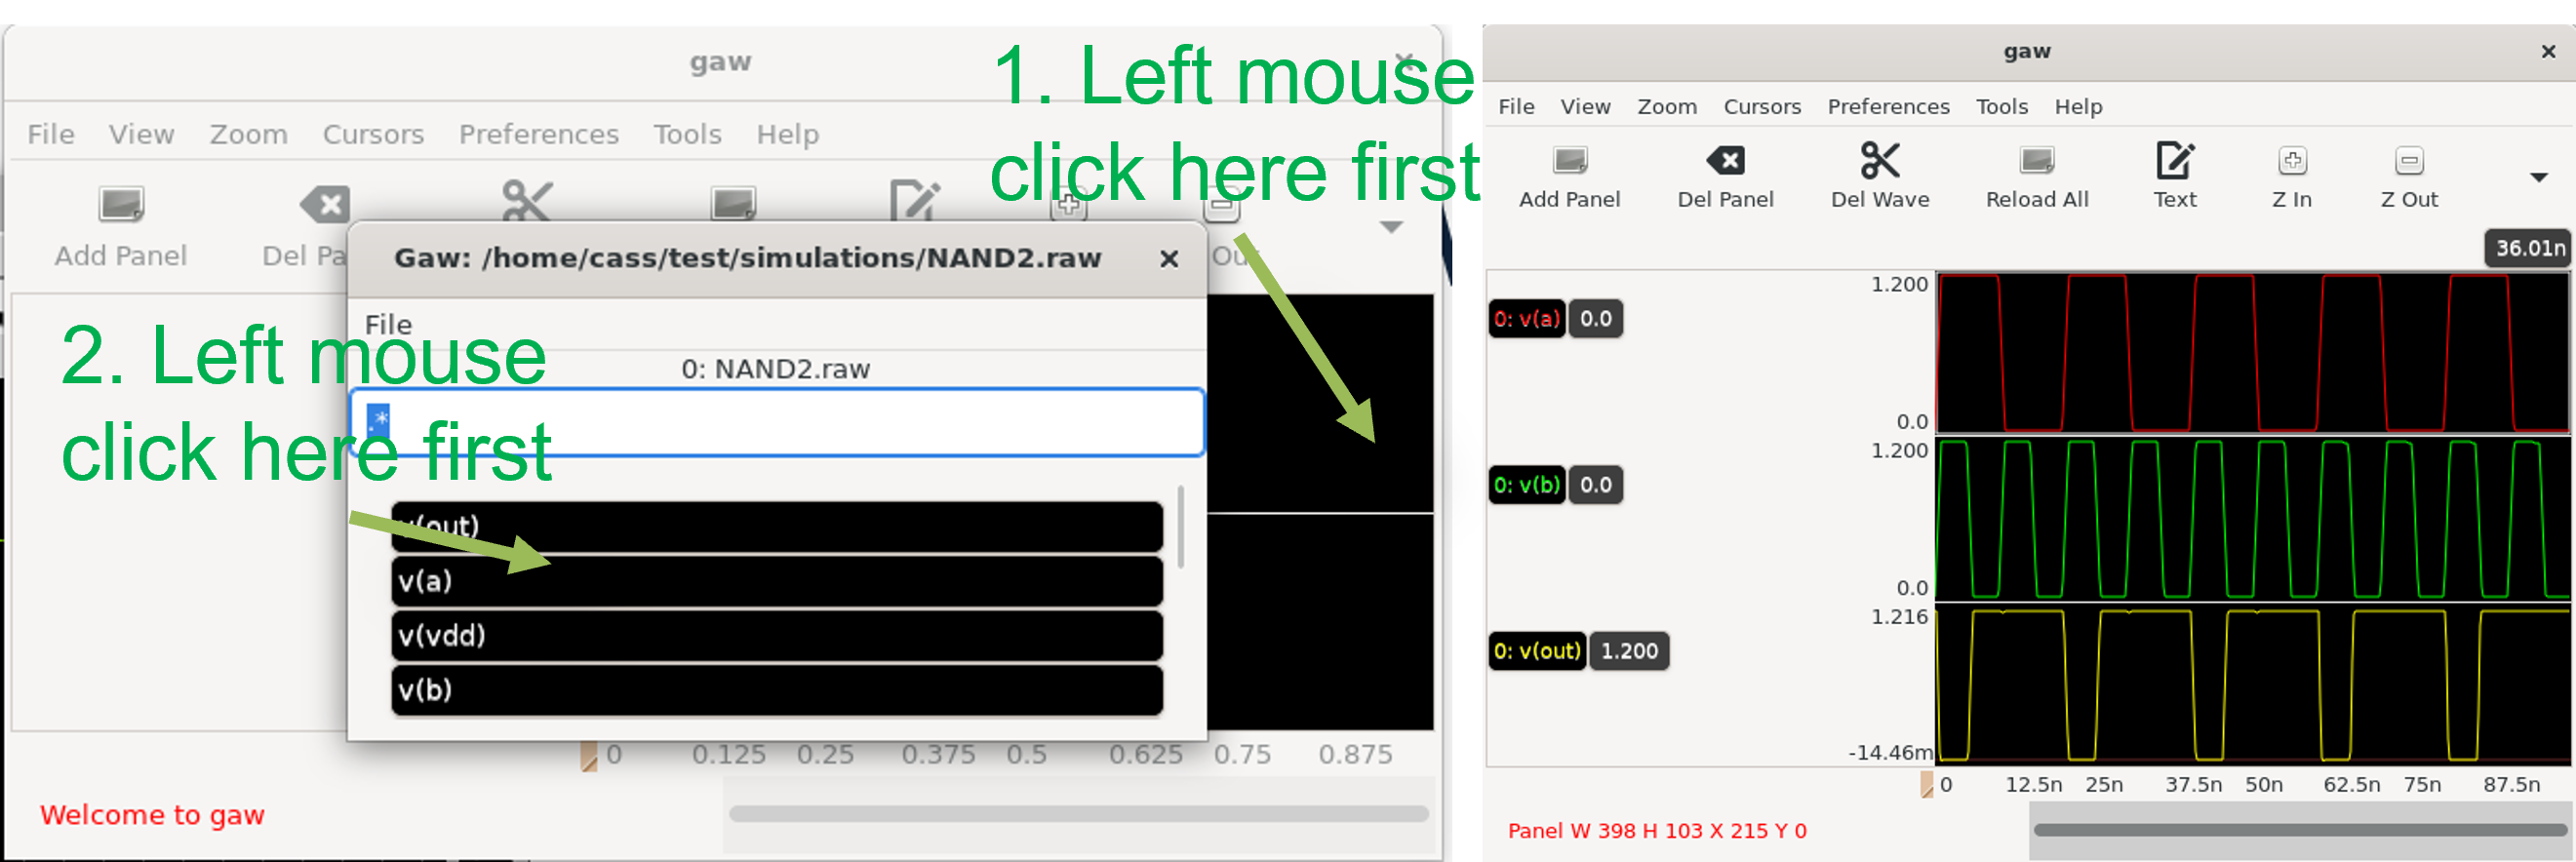 gaw
1. Left mouse
click here first
File View Zoom Cursors Preferences Tools Help
Add Panel
Gaw: /home/cass/test/simulations/NAND2.raw
File
0: NAND2.raw
.*
2. Left mouse
click here first
v(out)
v(a)
v(vdd)
v(b)
0 0.125 0.25 0.375 0.5 0.625 0.75 0.875
Welcome to gaw
gaw
File View Zoom Cursors Preferences Tools Help
Add Panel Del Panel Del Wave Reload All Text Z In Z Out
36.01n
1.200
0: v(a) 0.0
0.0
1.200
0: v(b) 0.0
0.0
1.216
0: v(out) 1.200
-14.46m
0 12.5n 25n 37.5n 50n 62.5n 75n 87.5n
Panel W 398 H 103 X 215 Y 0